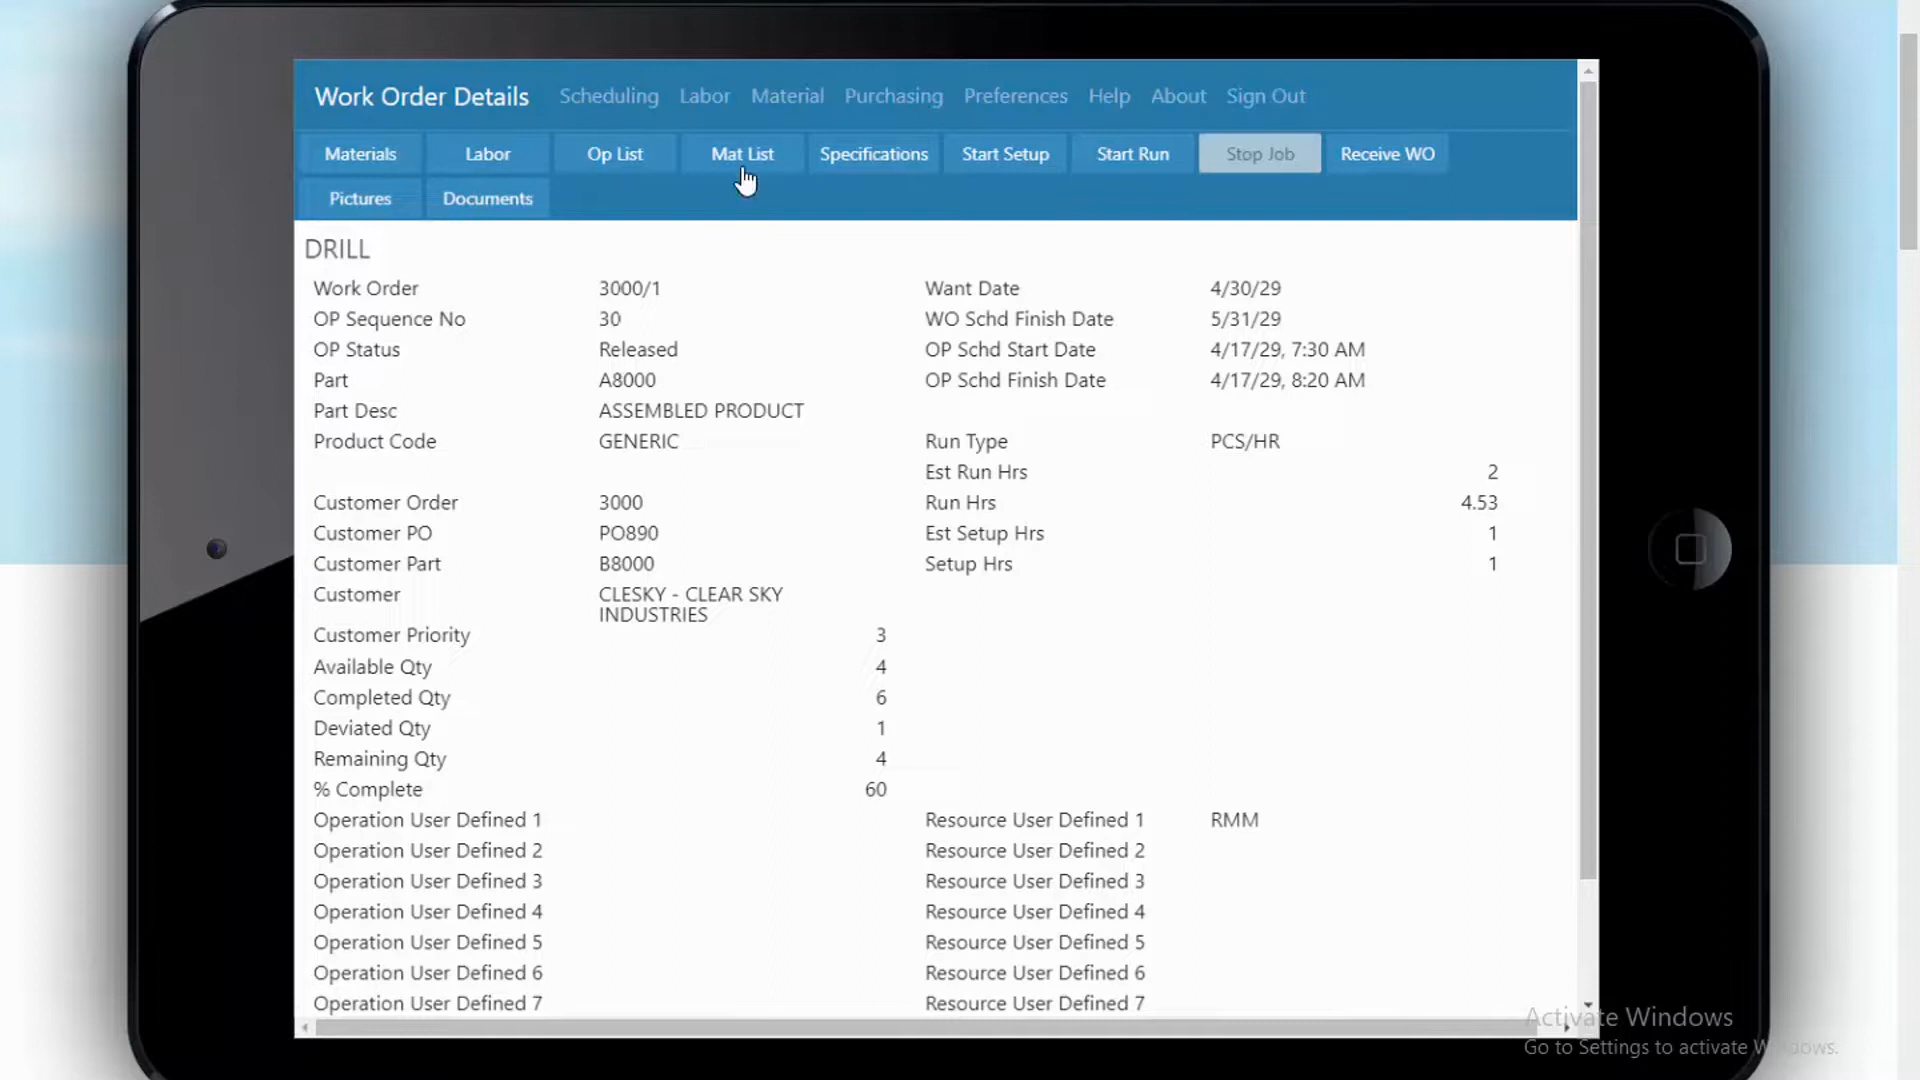 Work Order Details Scheduling Labor Material Purchasing Preferences Help About Sign Out
Materials Labor Op List Mat List Specifications Start Setup Start Run Stop Job Receive WO
Pictures Documents
DRILL
Work Order 3000/1 Want Date 4/30/29
OP Sequence No 30 WO Schd Finish Date 5/31/29
OP Status Released OP Schd Start Date 4/17/29, 7:30 AM
Part A8000 OP Schd Finish Date 4/17/29, 8:20 AM
Part Desc ASSEMBLED PRODUCT
Product Code GENERIC Run Type PCS/HR
Est Run Hrs 2
Customer Order 3000 Run Hrs 4.53
Customer PO PO890 Est Setup Hrs 1
Customer Part B8000 Setup Hrs 1
Customer CLESKY - CLEAR SKY
INDUSTRIES
Customer Priority 3
Available Qty 4
Completed Qty 6
Deviated Qty 1
Remaining Qty 4
% Complete 60
Operation User Defined 1 Resource User Defined 1 RMM
Operation User Defined 2 Resource User Defined 2
Operation User Defined 3 Resource User Defined 3
Operation User Defined 4 Resource User Defined 4
Operation User Defined 5 Resource User Defined 5
Operation User Defined 6 Resource User Defined 6
Operation User Defined 7 Resource User Defined 7
Activate Windows
Go to Settings to activate Windows.